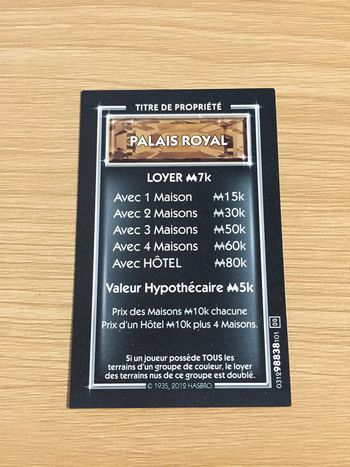 TITRE DE PROPRIÉTÉ
PALAIS ROYAL
LOYER ₩7k
Avec 1 Maison ₩15k
Avec 2 Maisons ₩30k
Avec 3 Maisons ₩50k
Avec 4 Maisons ₩60k
Avec HÔTEL ₩80k
Valeur Hypothécaire ₩5k
Prix des Maisons ₩10k chacune
Prix d'un Hôtel ₩10k plus 4 Maisons.
Si un joueur possède TOUS les
terrains d'un groupe de couleur, le loyer
des terrains nus de ce groupe est doublé.
© 1935, 2012 HASBRO
031298838101 00